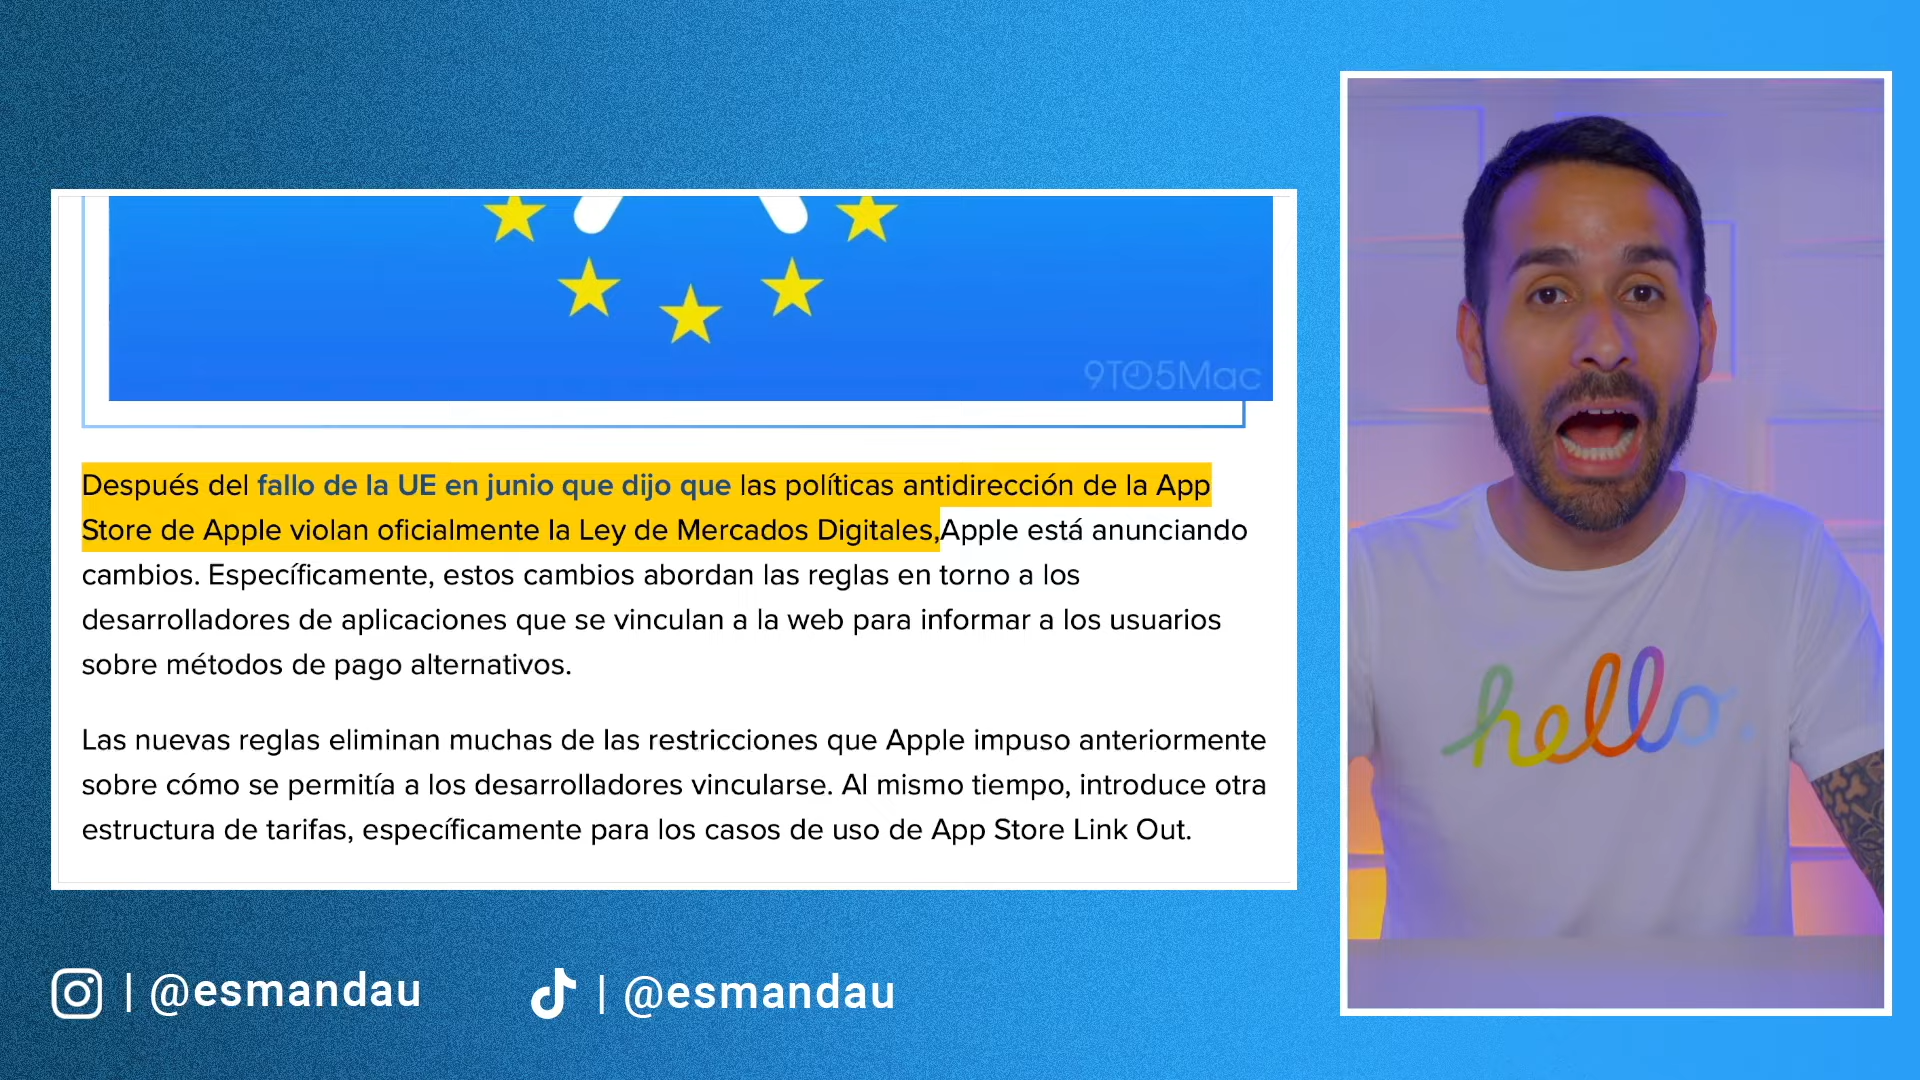 9TO5Mac
Después del fallo de la UE en junio que dijo que las políticas antidirección de la App
Store de Apple violan oficialmente la Ley de Mercados Digitales,Apple está anunciando
cambios. Específicamente, estos cambios abordan las reglas en torno a los
desarrolladores de aplicaciones que se vinculan a la web para informar a los usuarios
sobre métodos de pago alternativos.
Las nuevas reglas eliminan muchas de las restricciones que Apple impuso anteriormente
sobre cómo se permitía a los desarrolladores vincularse. Al mismo tiempo, introduce otra
estructura de tarifas, específicamente para los casos de uso de App Store Link Out.
hello.
| @esmandau
| @esmandau